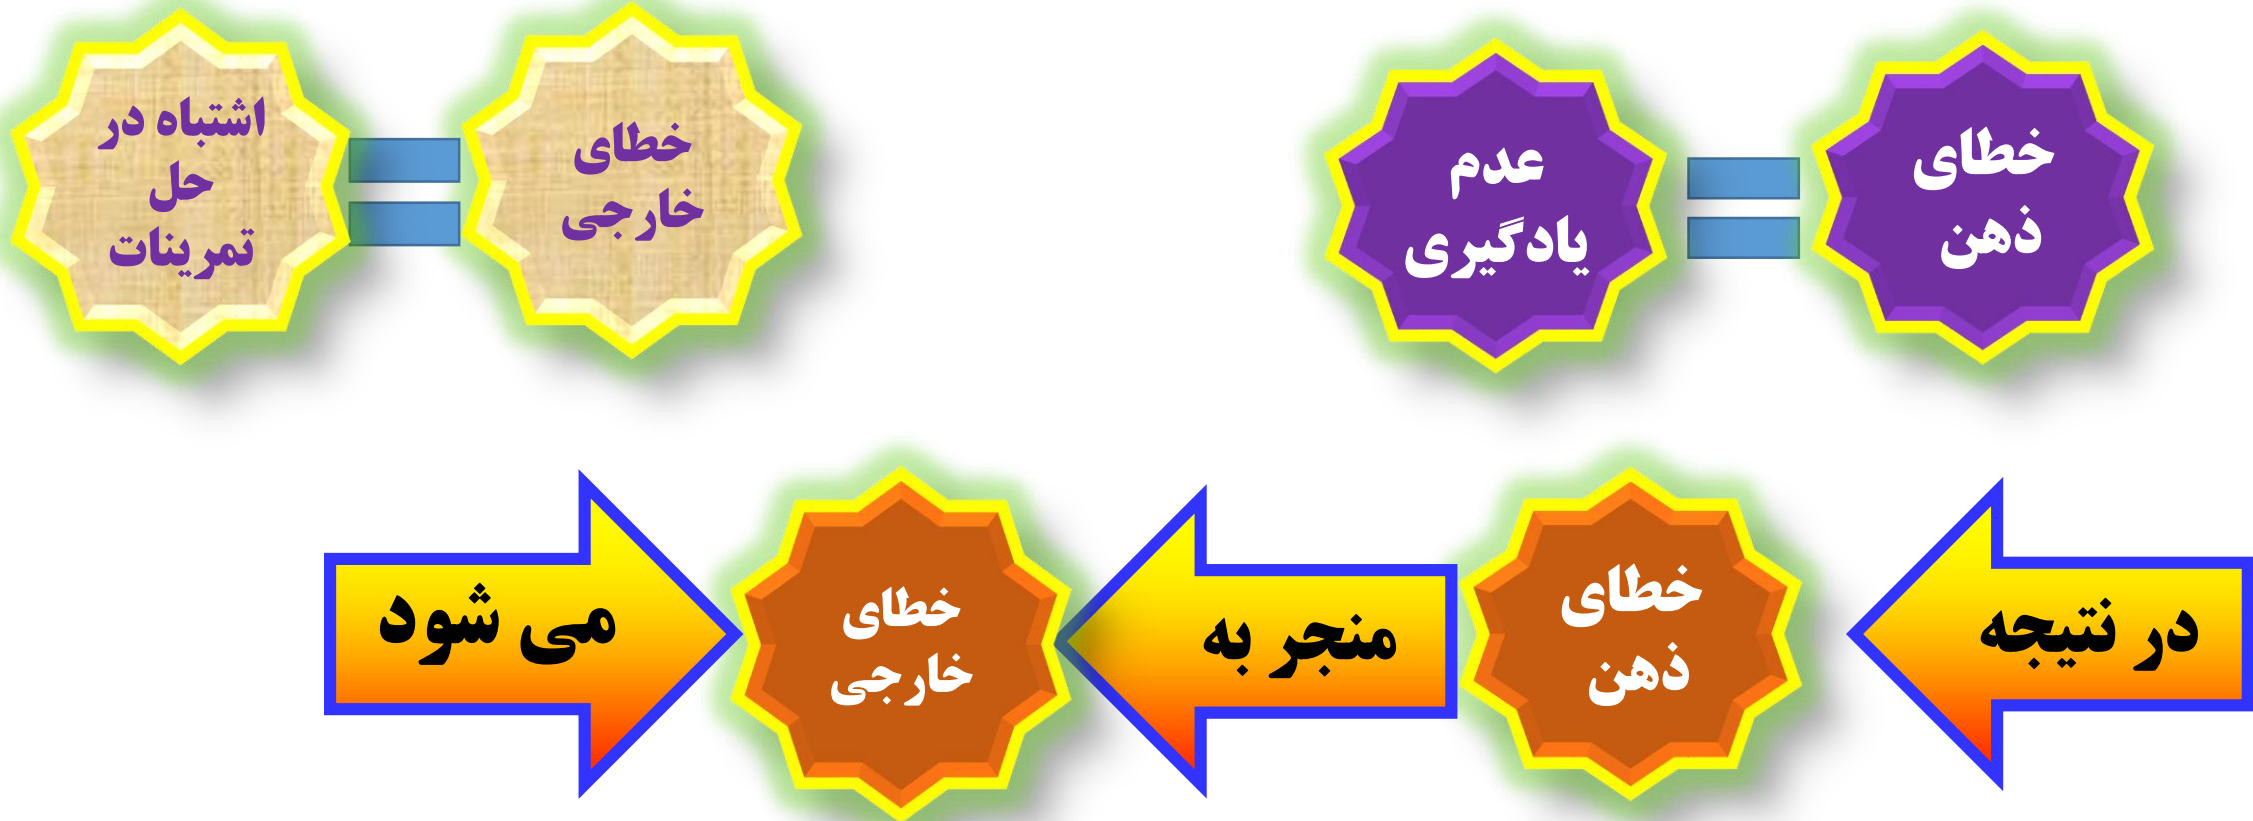 خطای
ذهن
عدم
یادگیری
خطای
خارجی
اشتباه در
حل
تمرینات
در نتیجه
خطای
ذهن
منجر به
خطای
خارجی
می شود